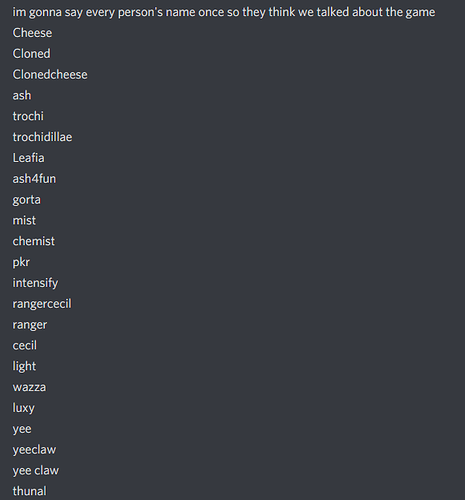 im gonna say every person's name once so they think we talked about the game
Cheese
Cloned
Clonedcheese
ash
trochi
trochidillae
Leafia
ash4fun
gorta
mist
chemist
pkr
intensify
rangercecil
ranger
cecil
light
wazza
luxy
yee
yeeclaw
yee claw
thunal